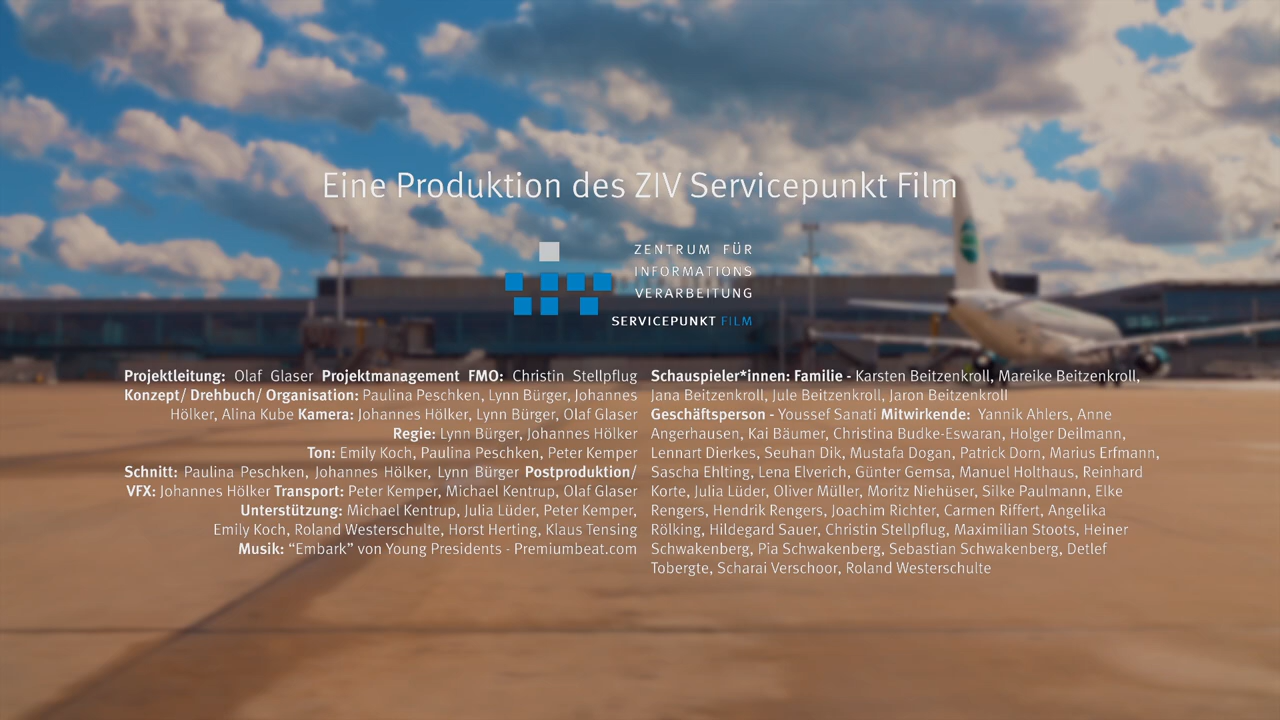 Eine Produktion des ZIV Servicepunkt Film
ZENTRUM FÜR
INFORMATIONS
VERARBEITUNG
SERVICEPUNKT FILM
Projektleitung: Olaf Glaser Projektmanagement FMO: Christin Stellpflug
Konzept/ Drehbuch/ Organisation: Paulina Peschken, Lynn Bürger, Johannes
Hölker, Alina Kube Kamera: Johannes Hölker, Lynn Bürger, Olaf Glaser
Regie: Lynn Bürger, Johannes Hölker
Ton: Emily Koch, Paulina Peschken, Peter Kemper
Schnitt: Paulina Peschken, Johannes Hölker, Lynn Bürger Postproduktion/
VFX: Johannes Hölker Transport: Peter Kemper, Michael Kentrup, Olaf Glaser
Unterstützung: Michael Kentrup, Julia Lüder, Peter Kemper,
Emily Koch, Roland Westerschulte, Horst Herting, Klaus Tensing
Musik: “Embark” von Young Presidents - Premiumbeat.com
Schauspieler*innen: Familie - Karsten Beitzenkroll, Mareike Beitzenkroll,
Jana Beitzenkroll, Jule Beitzenkroll, Jaron Beitzenkroll
Geschäftsperson - Youssef Sanati Mitwirkende: Yannik Ahlers, Anne
Angerhausen, Kai Bäumer, Christina Budke-Eswaran, Holger Deilmann,
Lennart Dierkes, Seuhan Dik, Mustafa Dogan, Patrick Dorn, Marius Erfmann,
Sascha Ehlting, Lena Elverich, Günter Gemsa, Manuel Holthaus, Reinhard
Korte, Julia Lüder, Oliver Müller, Moritz Niehüser, Silke Paulmann, Elke
Rengers, Hendrik Rengers, Joachim Richter, Carmen Riffert, Angelika
Rölking, Hildegard Sauer, Christin Stellpflug, Maximilian Stoots, Heiner
Schwakenberg, Pia Schwakenberg, Sebastian Schwakenberg, Detlef
Tobergte, Scharai Verschoor, Roland Westerschulte